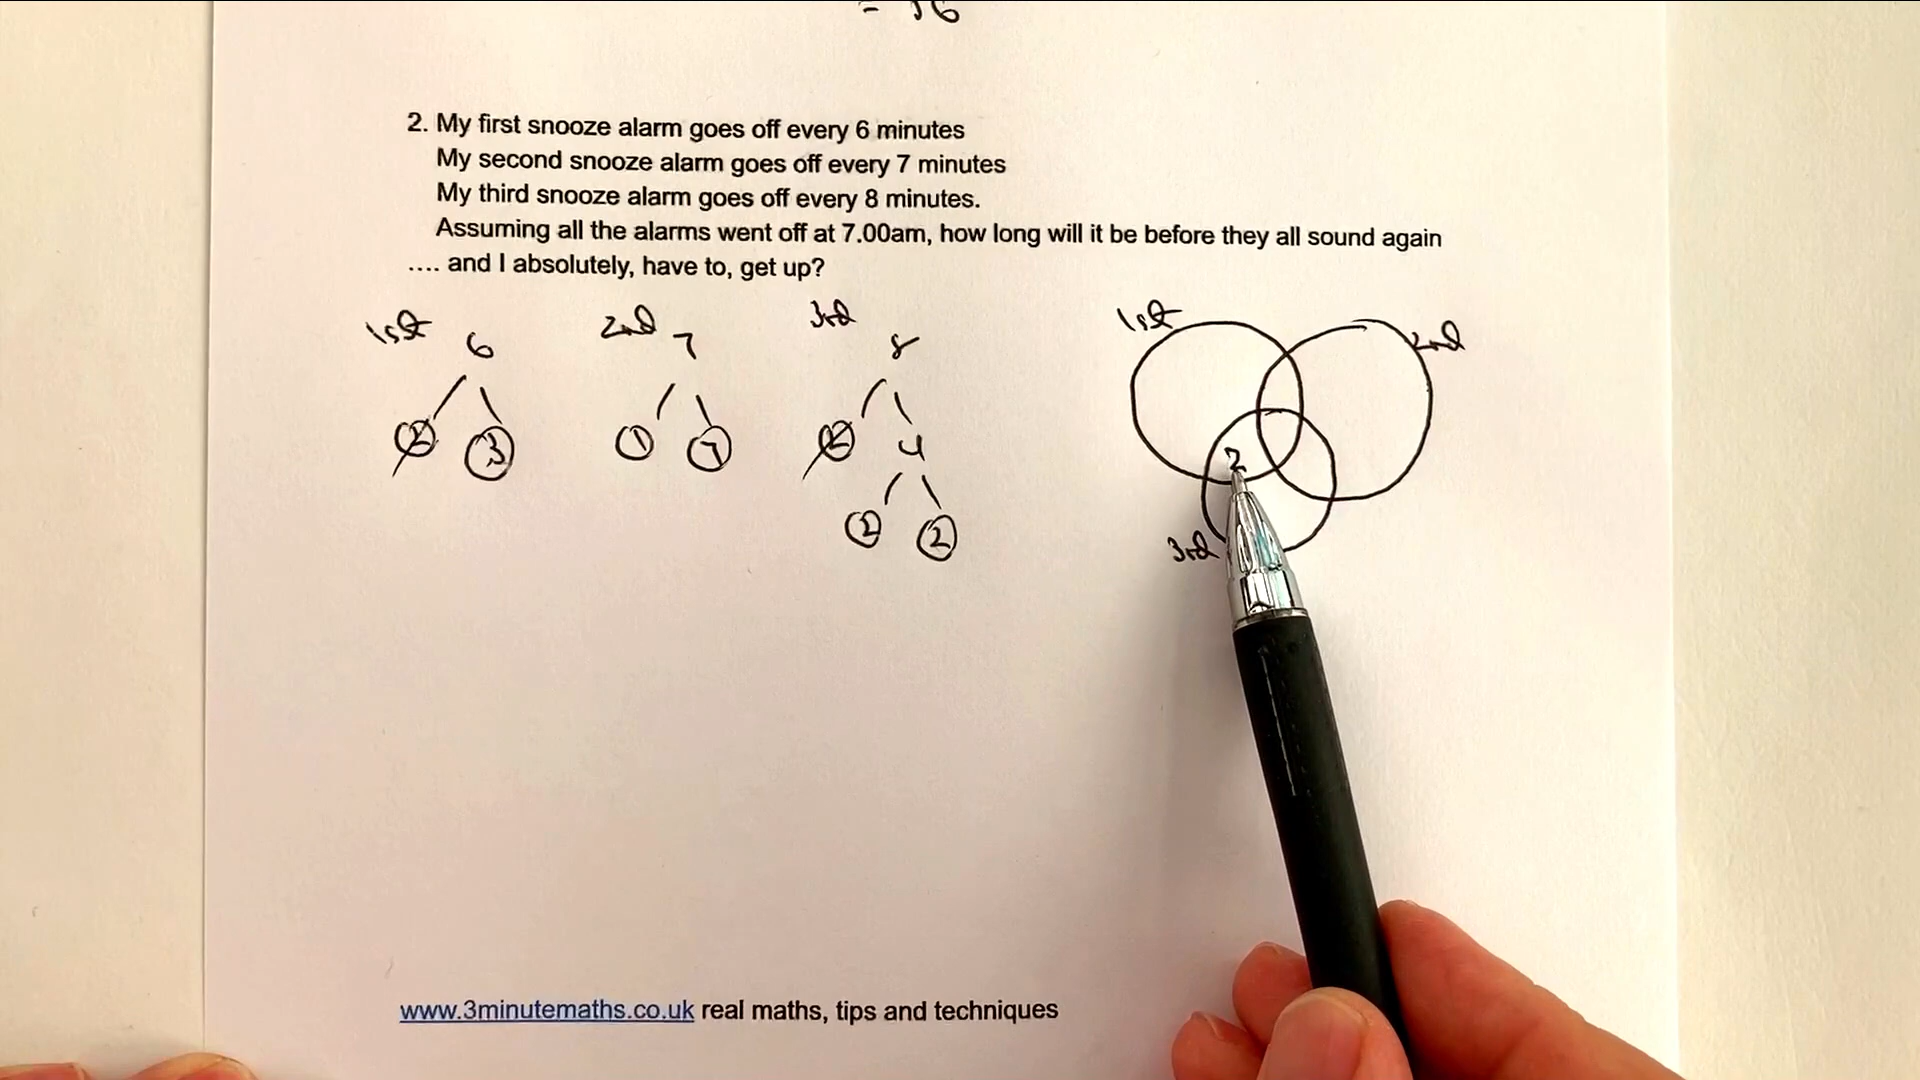 = 36
2. My first snooze alarm goes off every 6 minutes
My second snooze alarm goes off every 7 minutes
My third snooze alarm goes off every 8 minutes.
Assuming all the alarms went off at 7.00am, how long will it be before they all sound again
.... and I absolutely, have to, get up?
1st 2nd 3rd
6 7 8
2 3 1 7 2 4
2 2
1st 2nd
2
3rd
www.3minutemaths.co.uk real maths, tips and techniques